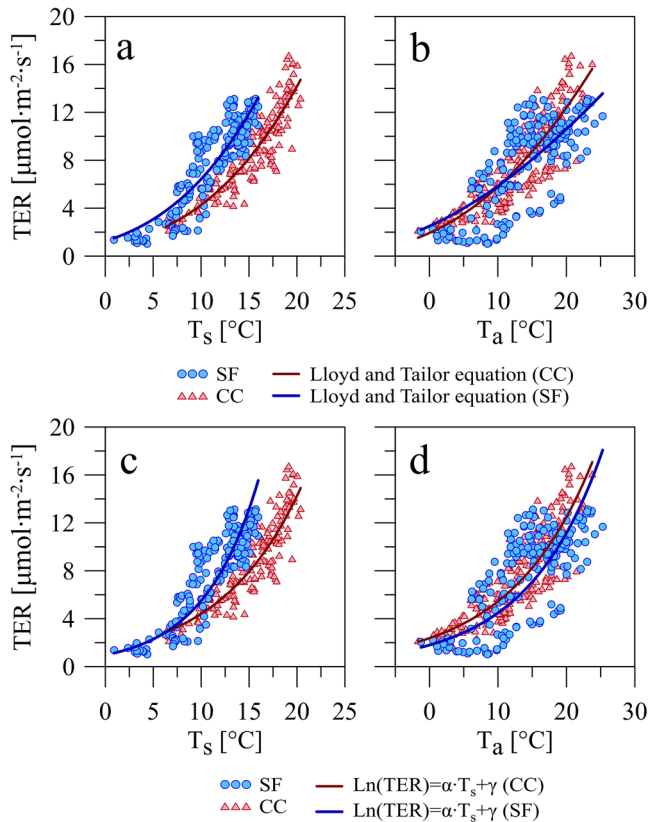 a b
TER [µmol·m-2·s-1]
20
16
12
8
4
0
0 5 10 15 20 25
0 10 20 30
Ts [°C] Ta [°C]
SF Lloyd and Tailor equation (CC)
CC Lloyd and Tailor equation (SF)
c d
TER [µmol·m-2·s-1]
20
16
12
8
4
0
0 5 10 15 20 25
0 10 20 30
Ts [°C] Ta [°C]
SF Ln(TER)=α·Ts+γ (CC)
CC Ln(TER)=α·Ts+γ (SF)